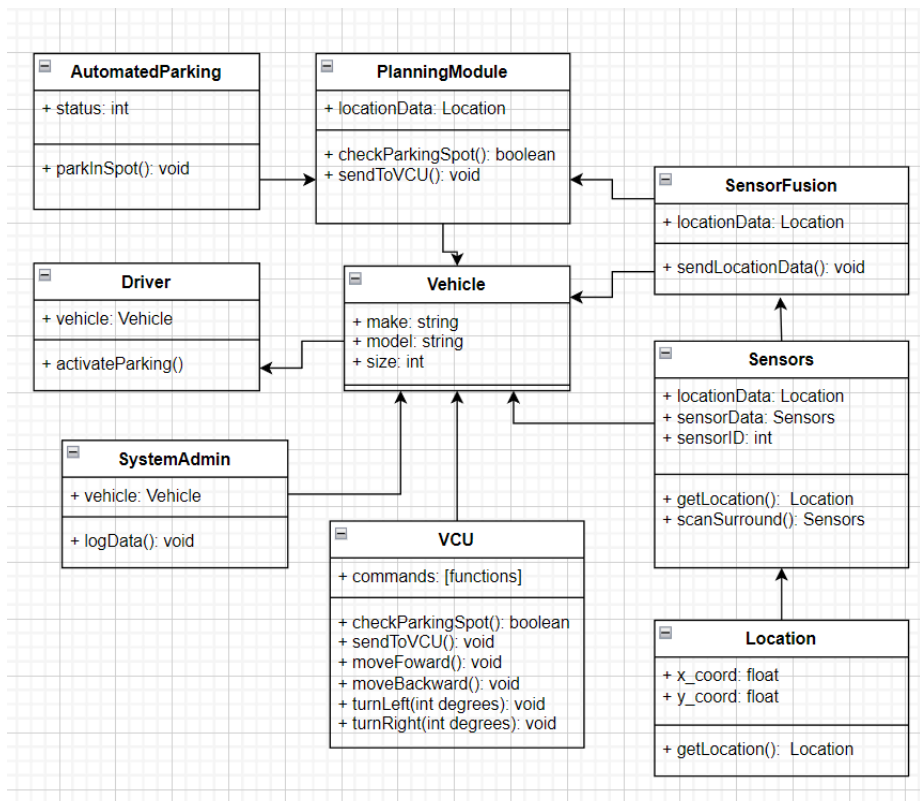 AutomatedParking
+ status: int
+ parkInSpot(): void
PlanningModule
+ locationData: Location
+ checkParkingSpot(): boolean
+ sendToVCU(): void
SensorFusion
+ locationData: Location
+ sendLocationData(): void
Driver
+ vehicle: Vehicle
+ activateParking()
Vehicle
+ make: string
+ model: string
+ size: int
Sensors
+ locationData: Location
+ sensorData: Sensors
+ sensorID: int
+ getLocation(): Location
+ scanSurround(): Sensors
SystemAdmin
+ vehicle: Vehicle
+ logData(): void
VCU
+ commands: [functions]
+ checkParkingSpot(): boolean
+ sendToVCU(): void
+ moveFoward(): void
+ moveBackward(): void
+ turnLeft(int degrees): void
+ turnRight(int degrees): void
Location
+ x_coord: float
+ y_coord: float
+ getLocation(): Location